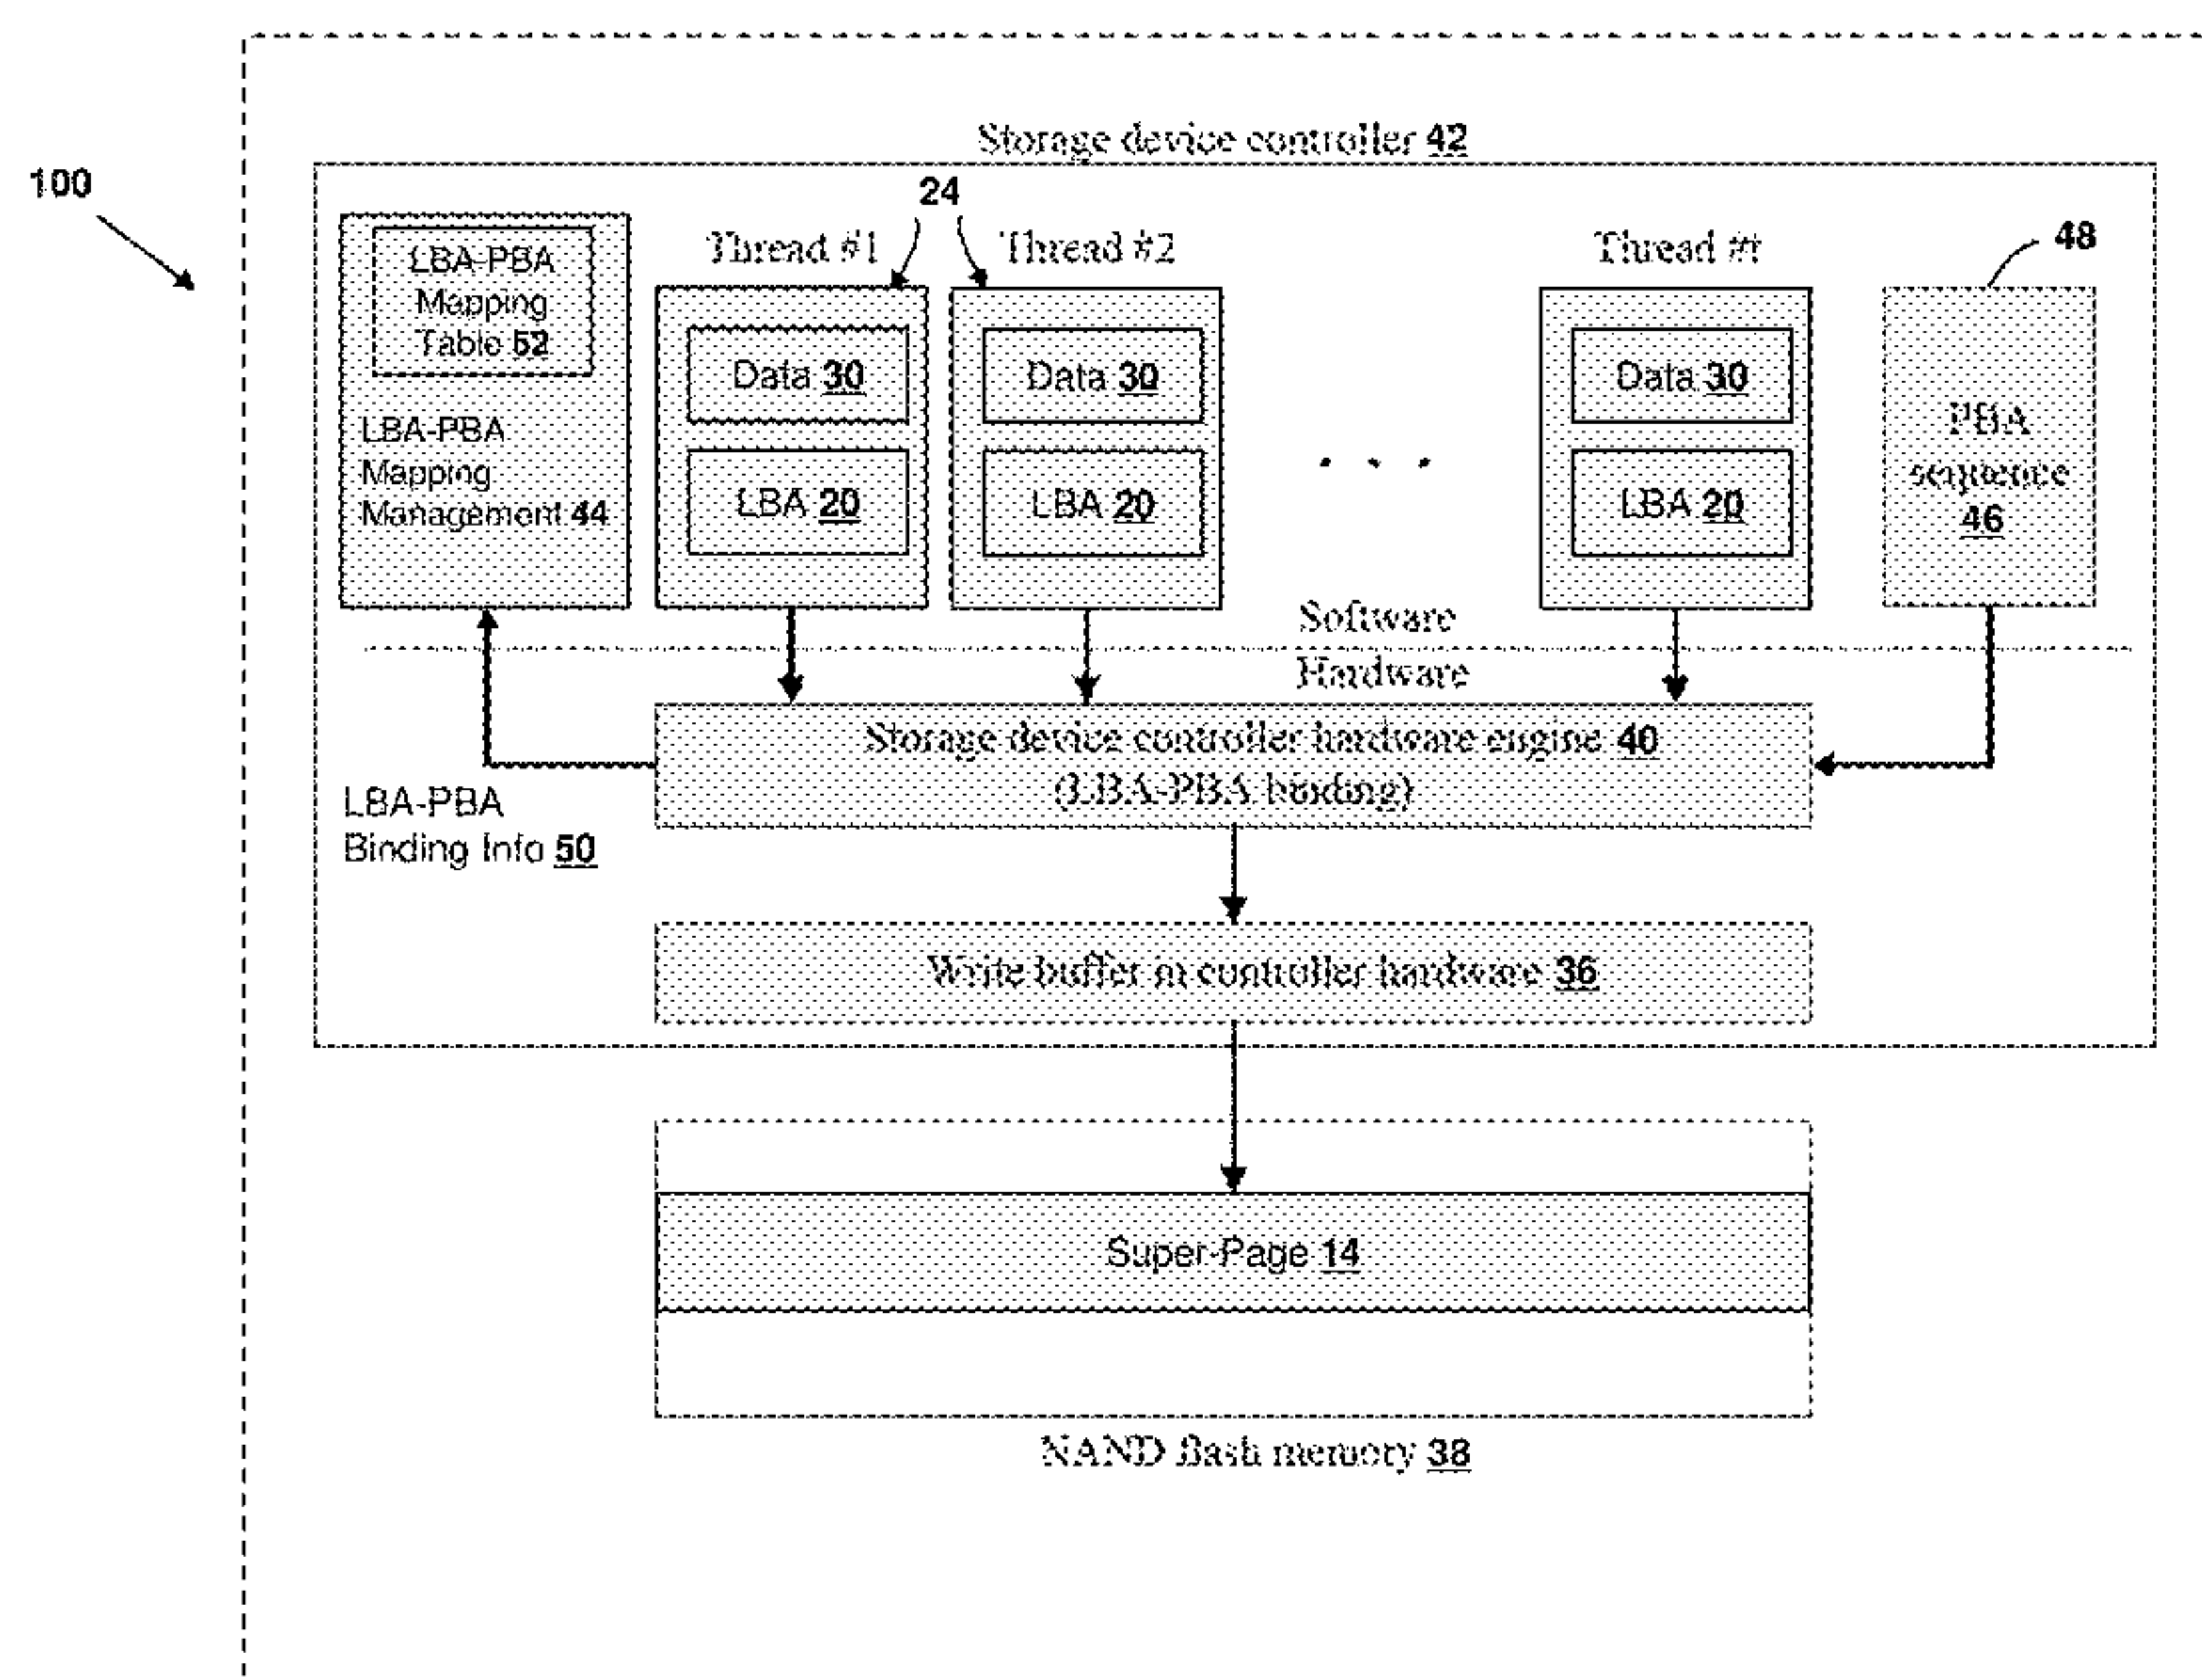 Storage device controller 42
100
24
48
Thread #1
Thread #2
Thread #t
LBA-PBA
Mapping
Table 52
LBA-PBA
Mapping
Management 44
Data 30
LBA 20
Data 30
LBA 20
. . .
Data 30
LBA 20
PBA
sequence
46
Software
Hardware
Storage device controller hardware engine 40
(LBA-PBA binding)
LBA-PBA
Binding Info 50
Write buffer in controller hardware 36
Super-Page 14
NAND flash memory 38